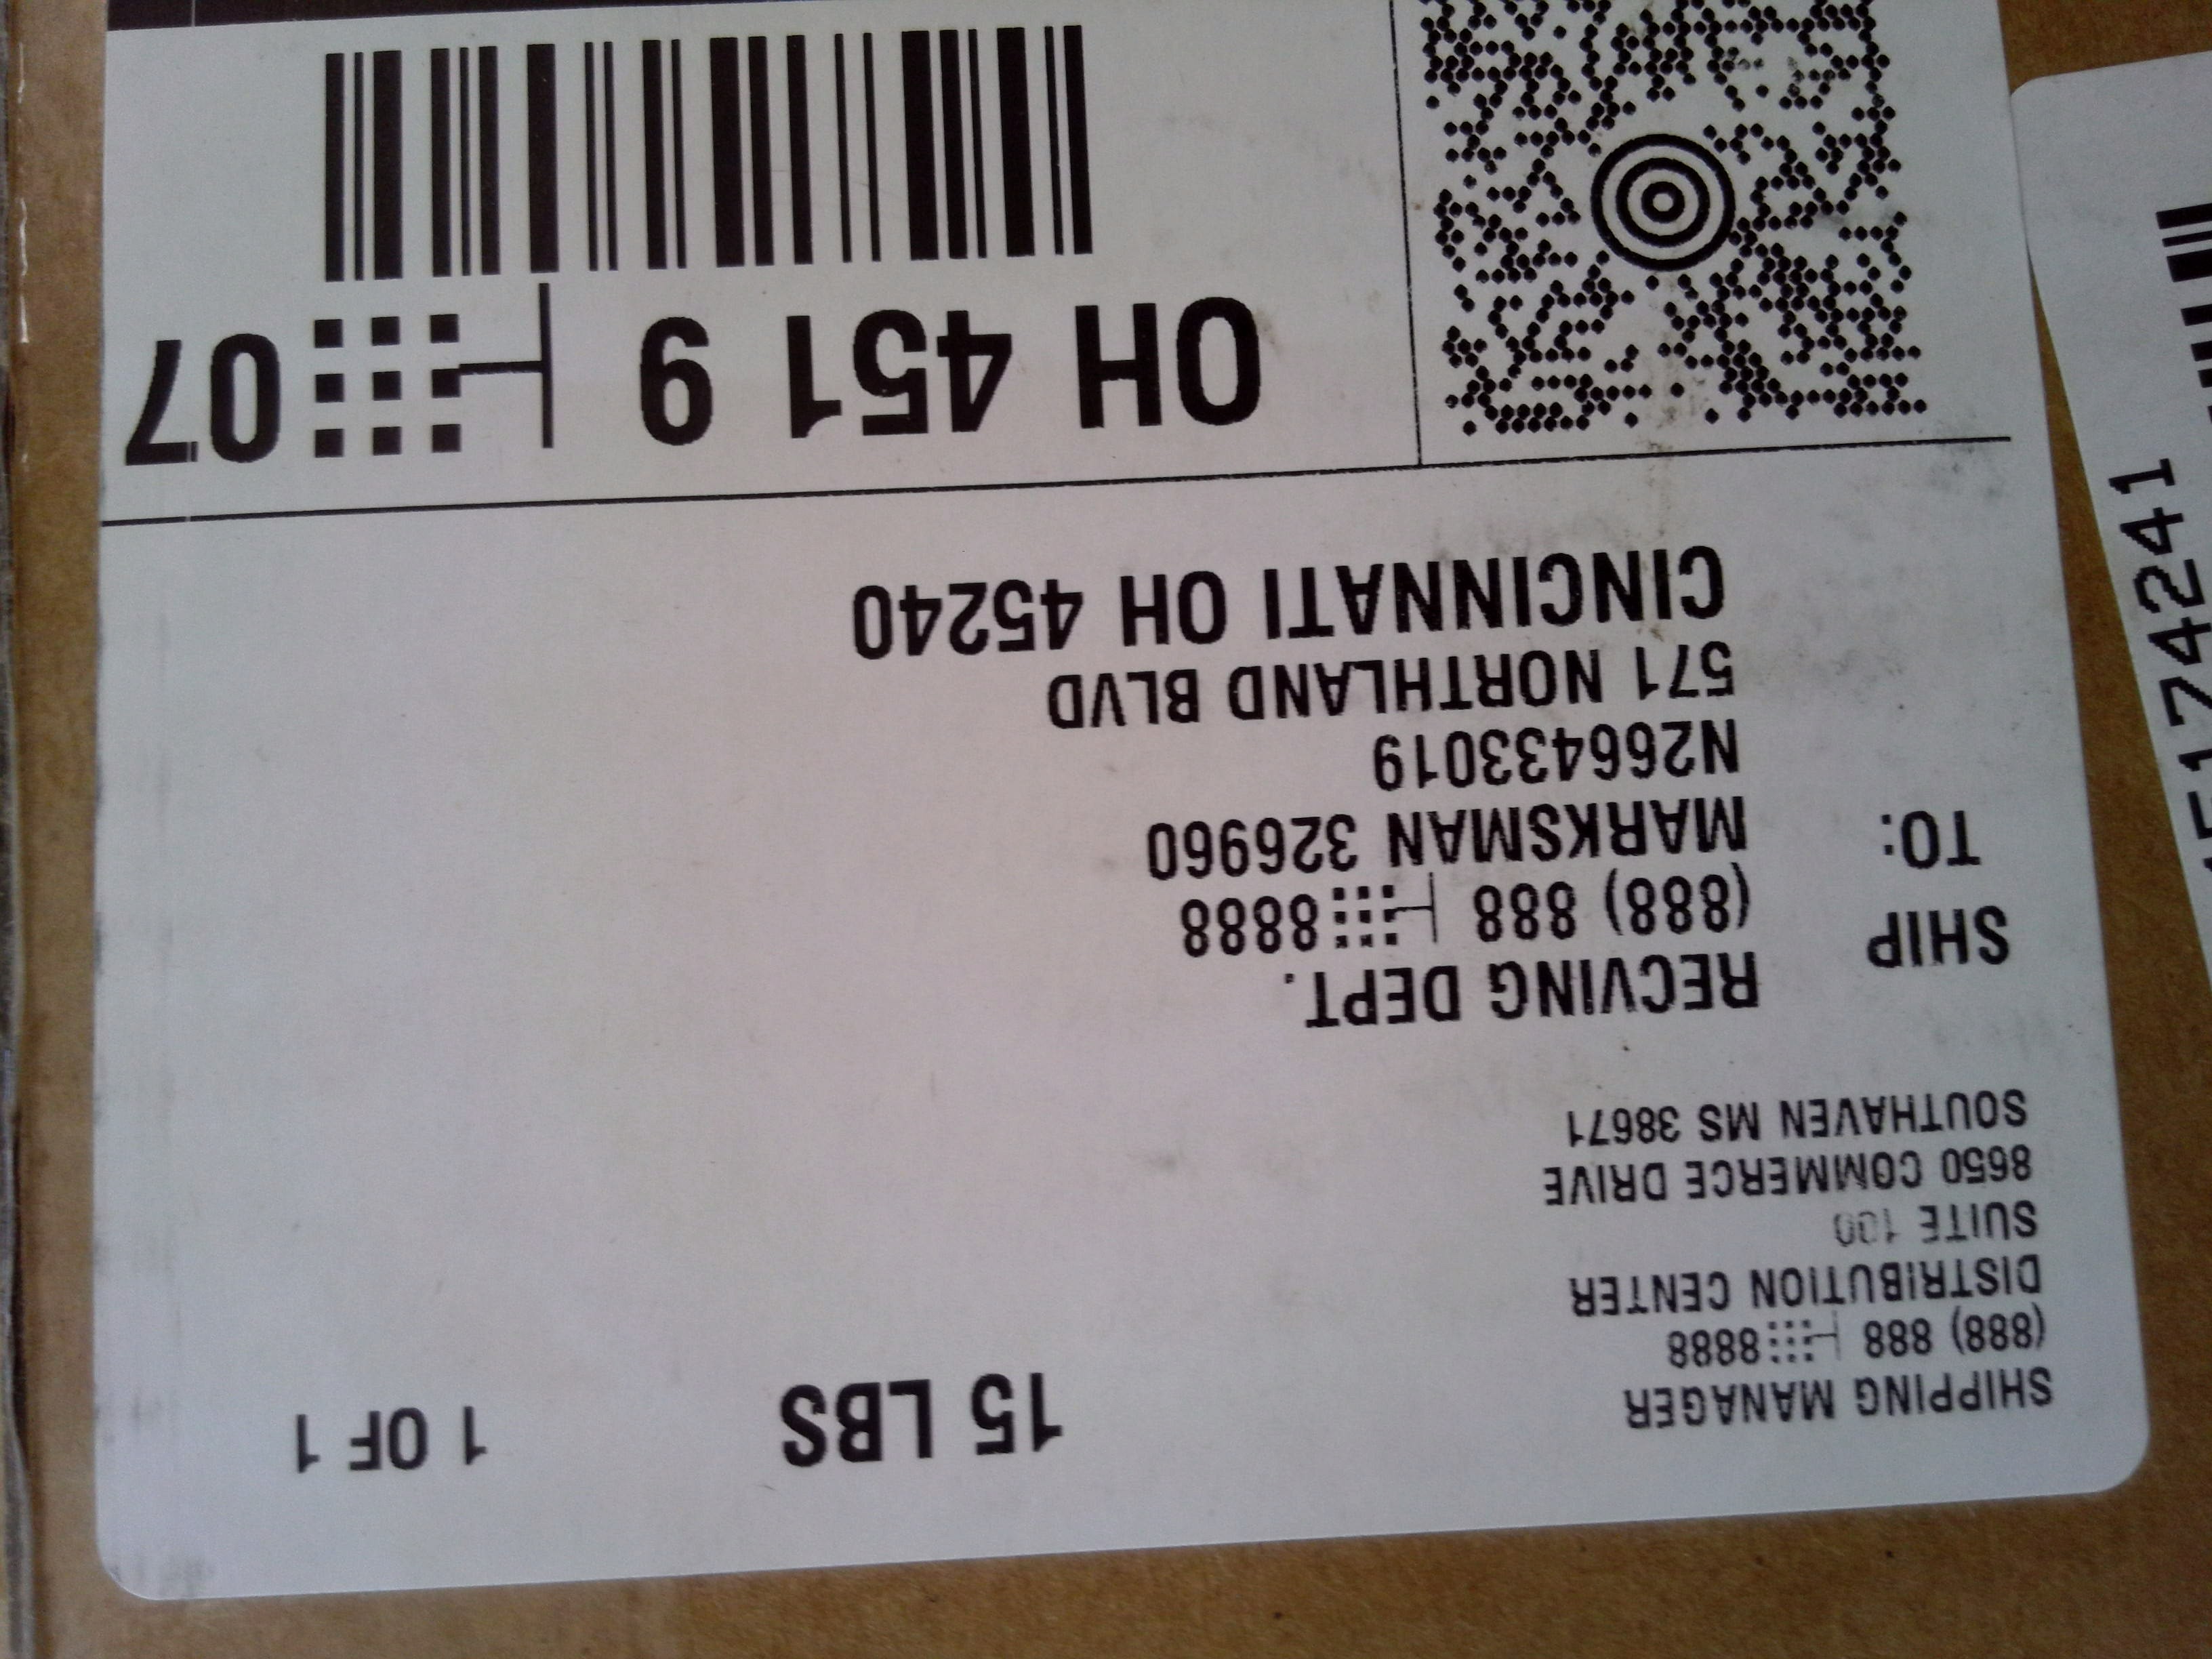 SHIPPING MANAGER
(888) 888 8888
DISTRIBUTION CENTER
SUITE 100
8650 COMMERCE DRIVE
SOUTHAVEN MS 38671
15 LBS
1 OF 1
SHIP
TO:
RECVING DEPT.
(888) 888 8888
MARKSMAN 326960
N266433019
571 NORTHLAND BLVD
CINCINNATI OH 45240
OH 451 9 07